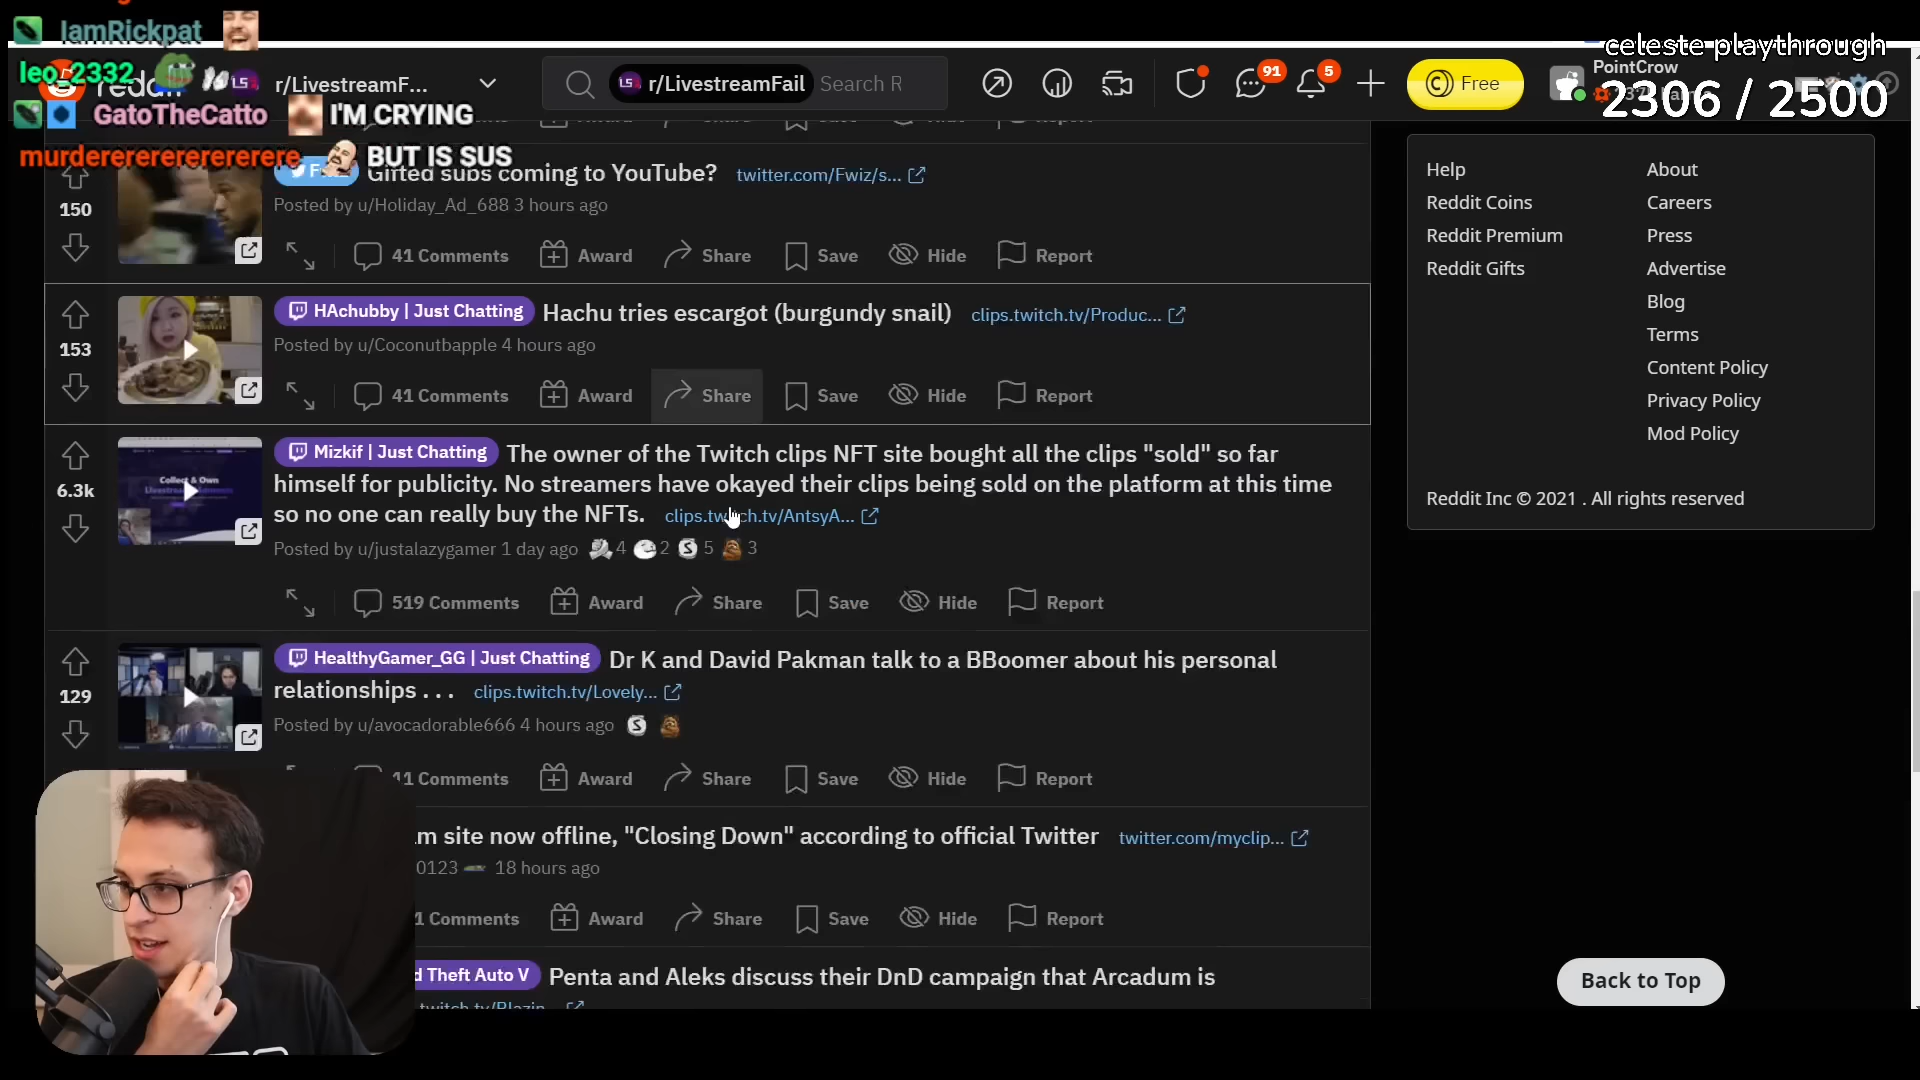 IamRickpat
celeste playthrough
leo_2332
reddit
r/LivestreamF...
r/LivestreamFail
Search R
91
5
Free
PointCrow
2306 / 2500
GatoTheCatto I'M CRYING
murdererererererere BUT IS SUS
Gifted subs coming to YouTube? twitter.com/Fwiz/s...
150
Posted by u/Holiday_Ad_688 3 hours ago
41 Comments Award Share Save Hide Report
HAchubby | Just Chatting Hachu tries escargot (burgundy snail) clips.twitch.tv/Produc...
153
Posted by u/Coconutbapple 4 hours ago
41 Comments Award Share Save Hide Report
Mizkif | Just Chatting The owner of the Twitch clips NFT site bought all the clips "sold" so far
himself for publicity. No streamers have okayed their clips being sold on the platform at this time
so no one can really buy the NFTs. clips.twitch.tv/AntsyA...
6.3k
Collect & Own
Posted by u/justalazygamer 1 day ago 4 2 5 3
519 Comments Award Share Save Hide Report
HealthyGamer_GG | Just Chatting Dr K and David Pakman talk to a BBoomer about his personal
relationships . . . clips.twitch.tv/Lovely...
129
Posted by u/avocadorable666 4 hours ago
11 Comments Award Share Save Hide Report
m site now offline, "Closing Down" according to official Twitter twitter.com/myclip...
0123 18 hours ago
1 Comments Award Share Save Hide Report
d Theft Auto V Penta and Aleks discuss their DnD campaign that Arcadum is
Help About
Reddit Coins Careers
Reddit Premium Press
Reddit Gifts Advertise
Blog
Terms
Content Policy
Privacy Policy
Mod Policy
Reddit Inc © 2021 . All rights reserved
Back to Top